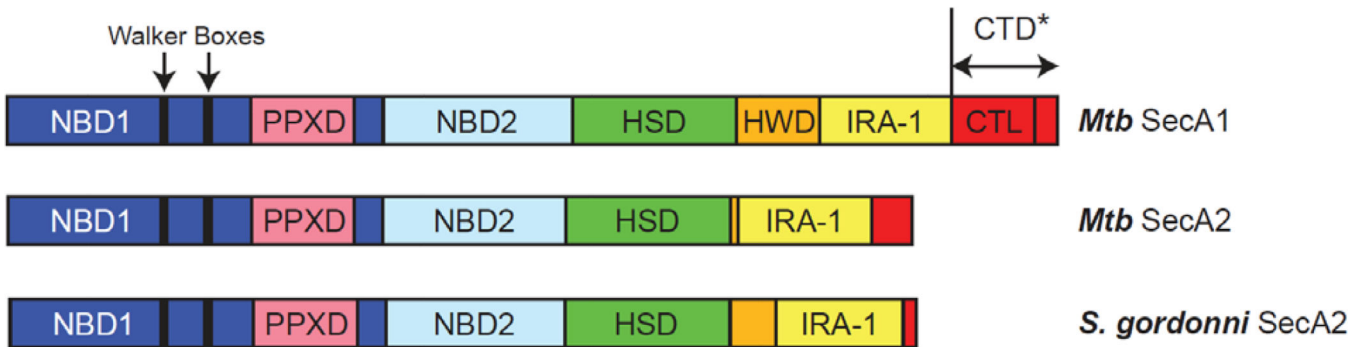 Walker Boxes
CTD*
NBD1 PPXD NBD2 HSD HWD IRA-1 CTL Mtb SecA1
NBD1 PPXD NBD2 HSD IRA-1 Mtb SecA2
NBD1 PPXD NBD2 HSD IRA-1 S. gordonni SecA2